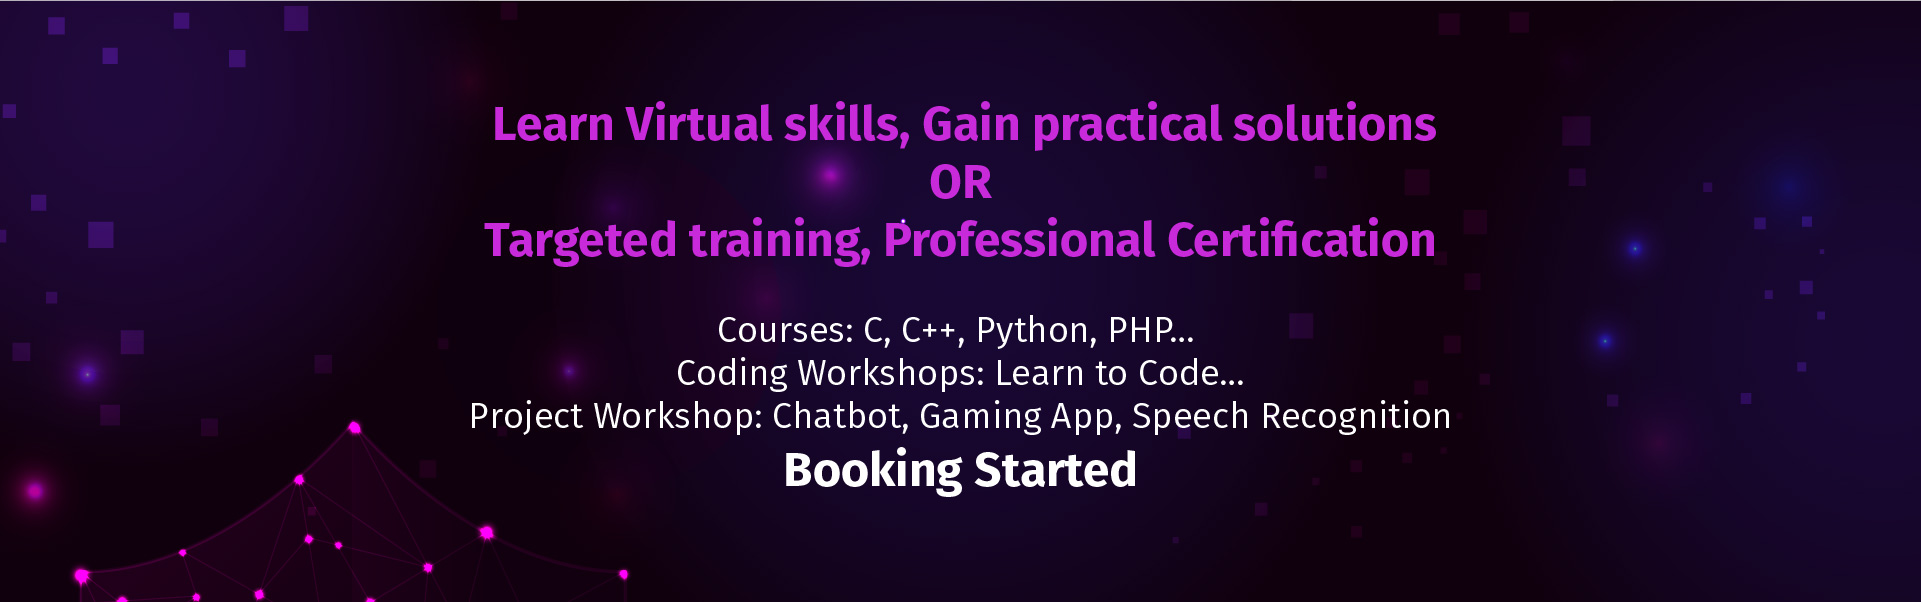 Learn Virtual skills, Gain practical solutions
OR
Targeted training, Professional Certification
Courses: C, C++, Python, PHP...
Coding Workshops: Learn to Code...
Project Workshop: Chatbot, Gaming App, Speech Recognition
Booking Started